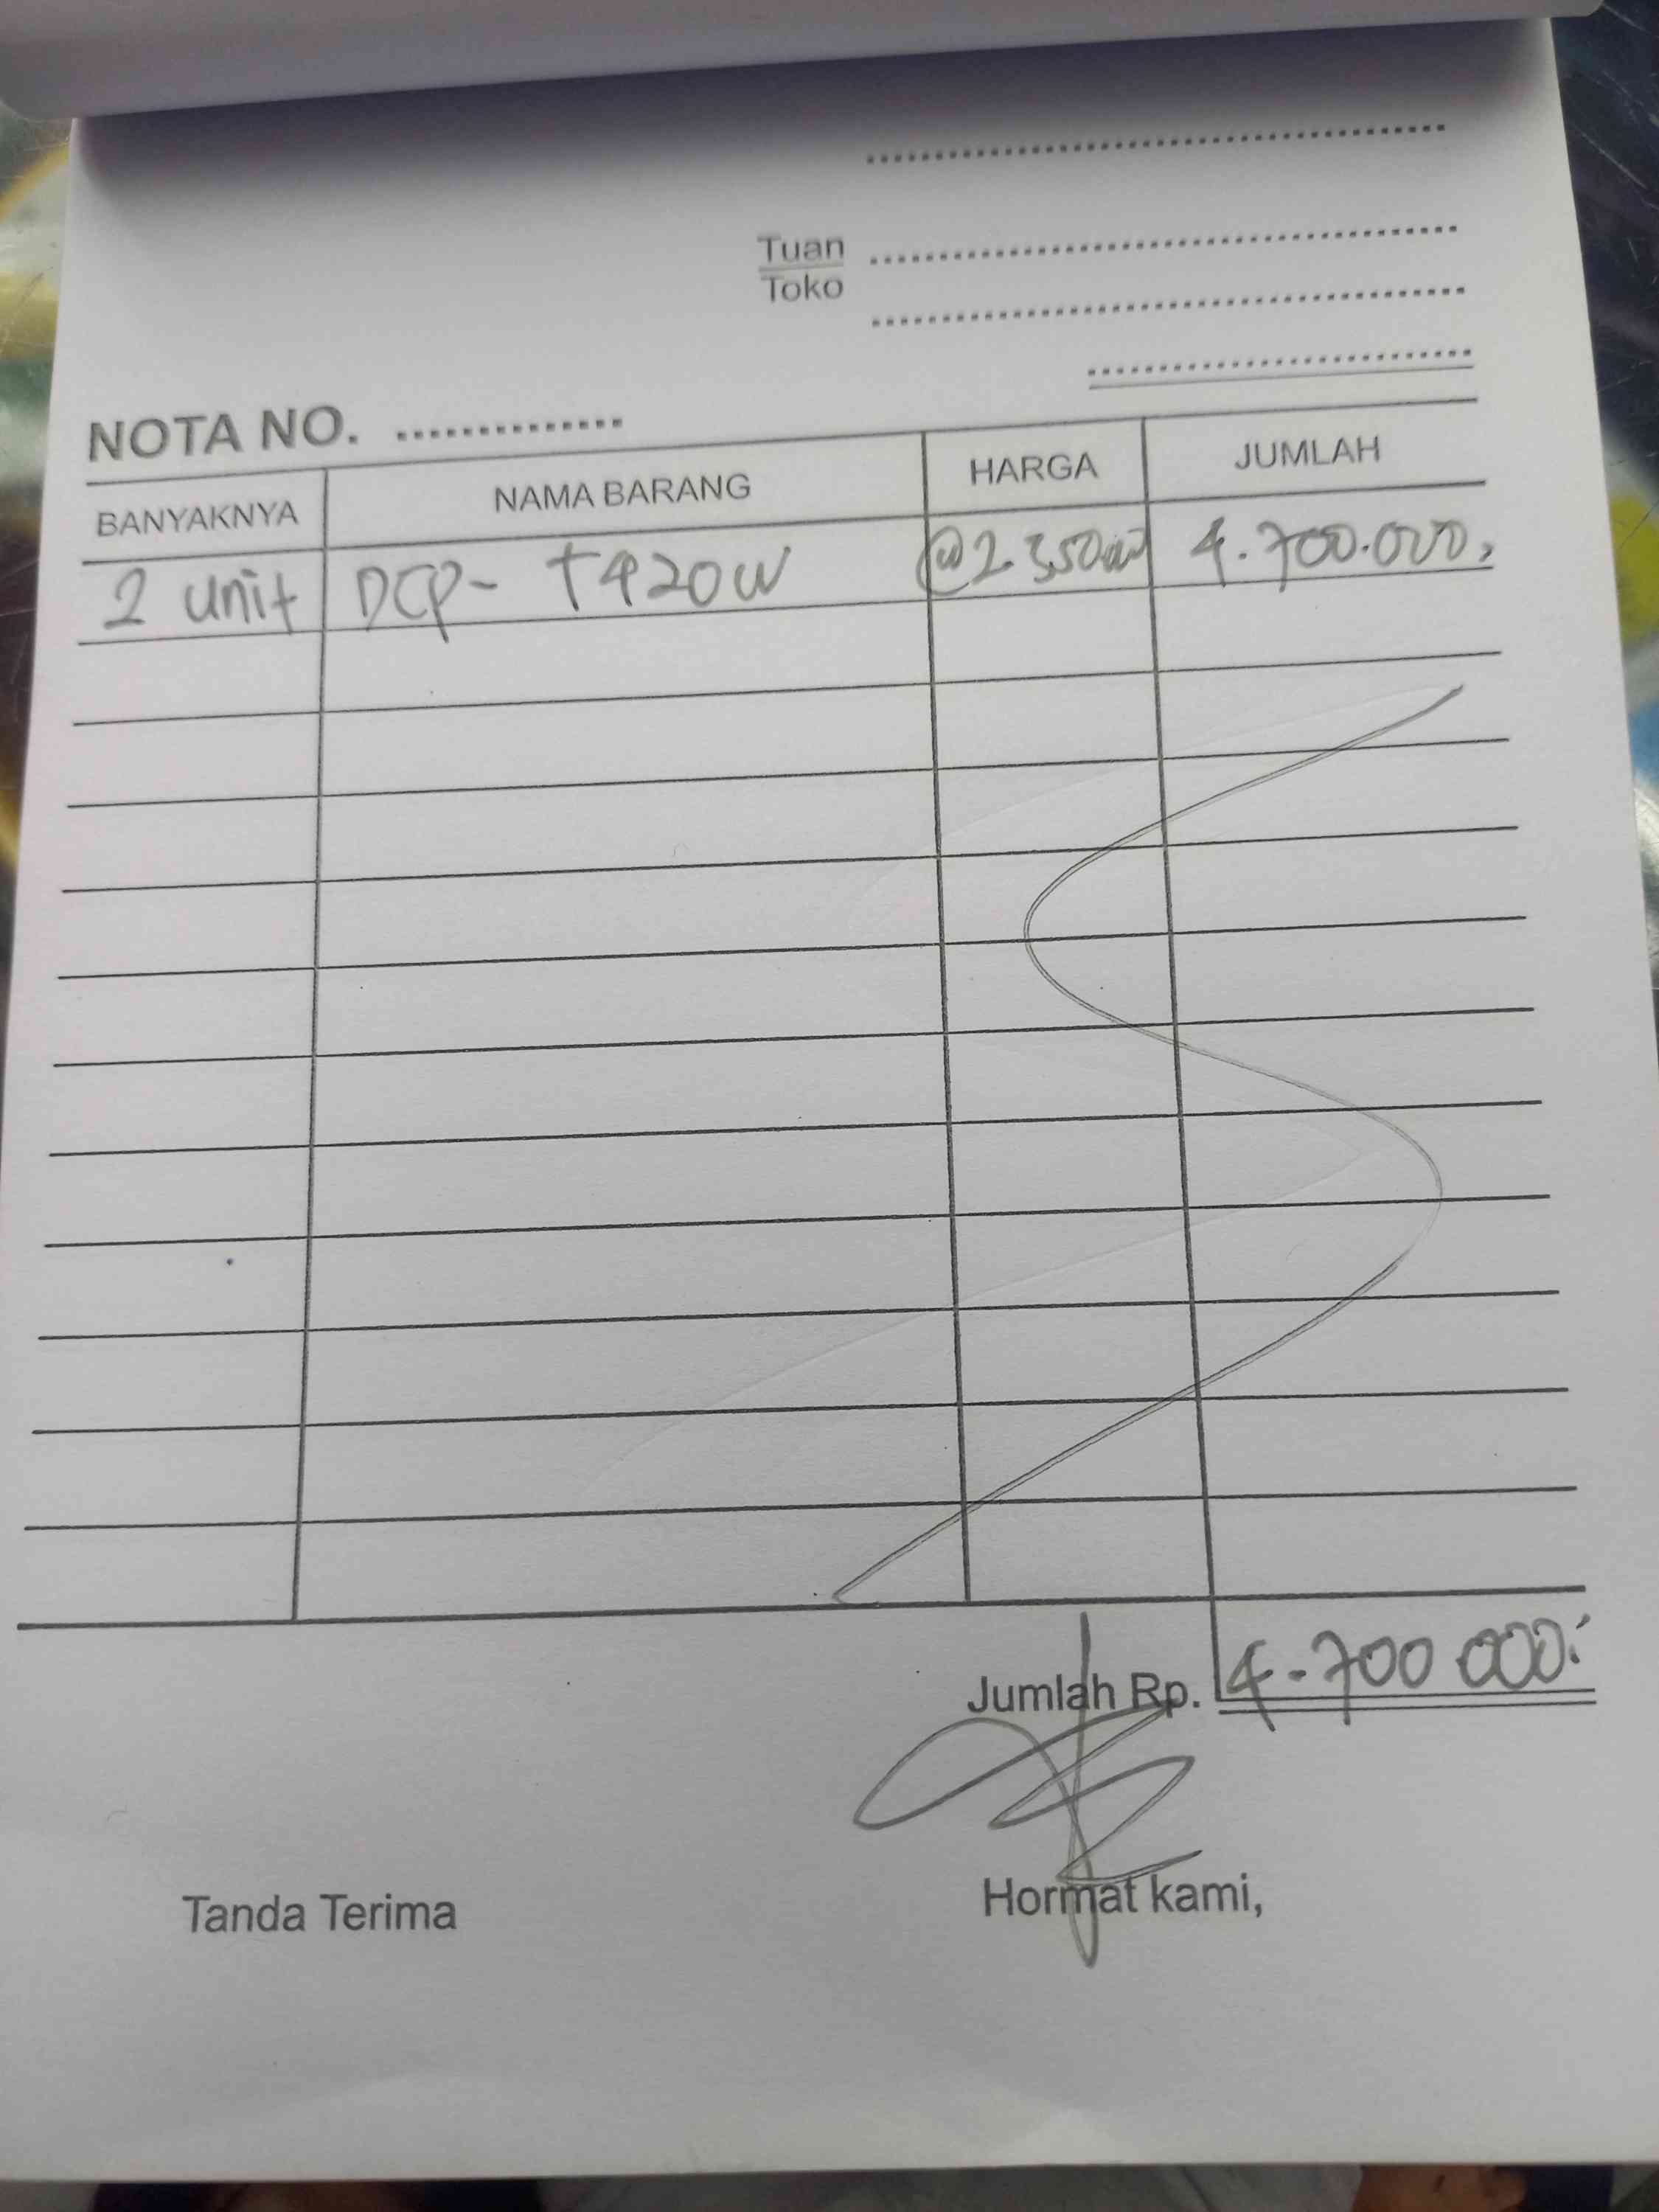 Tuan
Toko
NOTA NO. ..............
BANYAKNYA NAMA BARANG HARGA JUMLAH
2 unit DCP- T420W @2.350.000 4.700.000,
Jumlah Rp. 4.700 000.
Tanda Terima Hormat kami,